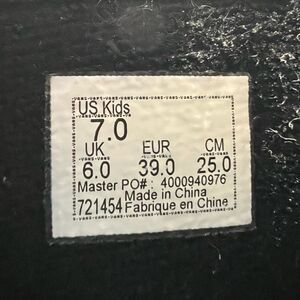 US Kids
7.0
UK EUR CM
6.0 39.0 25.0
Master PO# : 4000940976
Made in China
721454 Fabrique en Chine